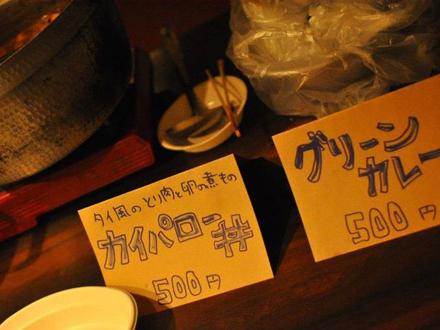 タイ風のとり肉と卵の煮もの
カイパロー丼
500円
グリーン
カレー
500円